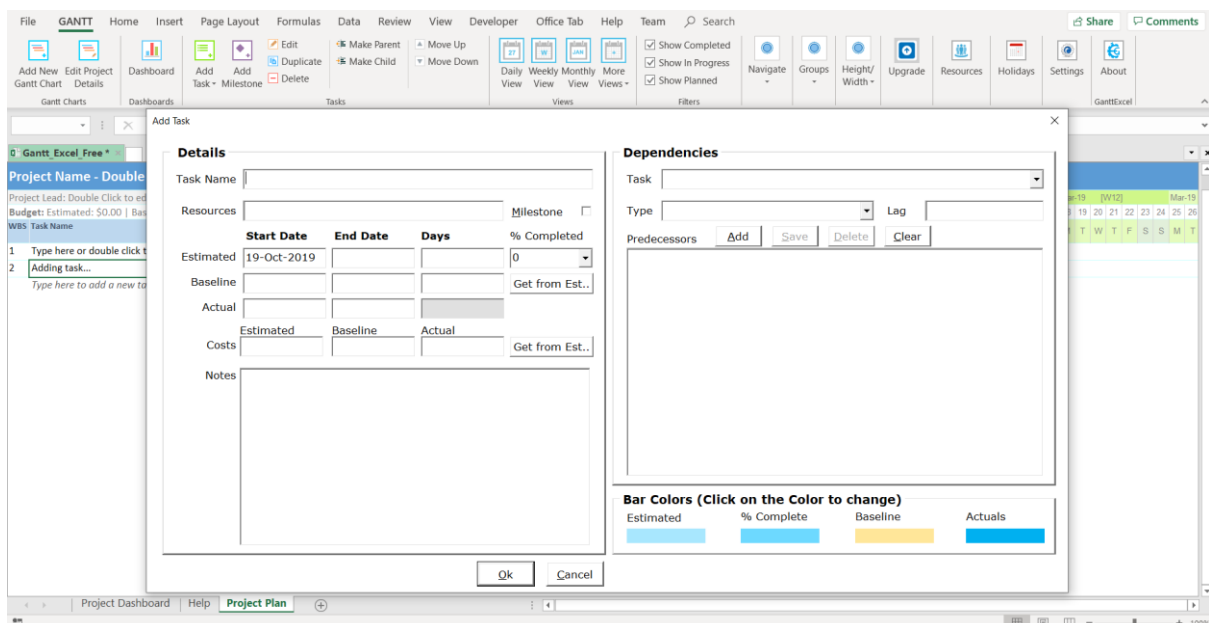 File GANTT Home Insert Page Layout Formulas Data Review View Developer Office Tab Help Team Search Share Comments
Edit Make Parent Move Up Show Completed
Duplicate Make Child Move Down Show In Progress
Delete Show Planned
Add New Gantt Chart Edit Project Details Dashboard Add Task Add Milestone Daily View Weekly View Monthly View More Views Navigate Groups Height/ Width Upgrade Resources Holidays Settings About
Gantt Charts Dashboards Tasks Views Filters GanttExcel
Add Task
Gantt_Excel_Free *
Project Name - Double
Project Lead: Double Click to ed
Budget: Estimated: $0.00 | Bas
WBS Task Name
1 Type here or double click t
2 Adding task...
Type here to add a new ta
[W12] Mar-19
19 20 21 22 23 24 25 26
T W T F S S M T
Details
Task Name
Resources Milestone
Start Date End Date Days % Completed
Estimated 19-Oct-2019 0
Baseline Get from Est..
Actual
Estimated Baseline Actual
Costs Get from Est..
Notes
Dependencies
Task
Type Lag
Predecessors Add Save Delete Clear
Bar Colors (Click on the Color to change)
Estimated % Complete Baseline Actuals
Ok Cancel
Project Dashboard Help Project Plan